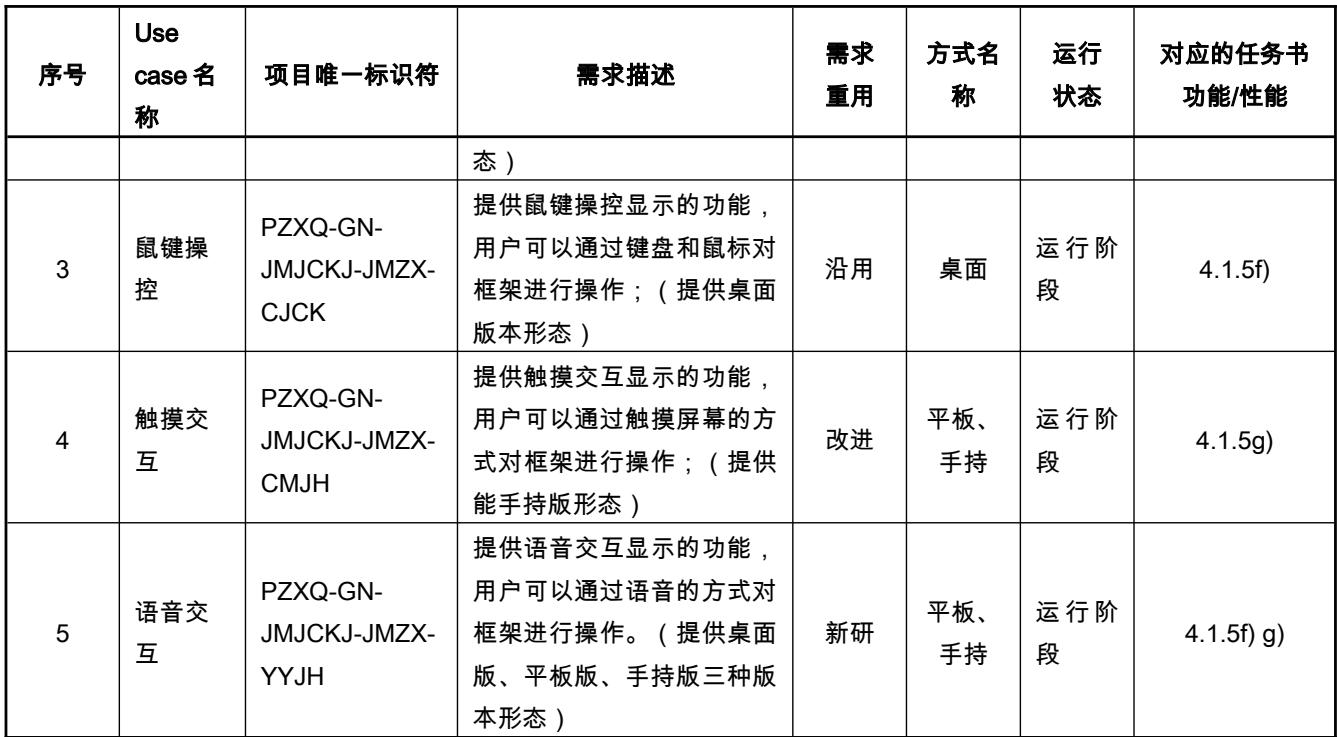 序号
Use case 名称
项目唯一标识符
需求描述
需求重用
方式名称
运行状态
对应的任务书功能/性能
态）
3
鼠键操控
PZXQ-GN-
JMJCKJ-JMZX-
CJCK
提供鼠键操控显示的功能，
用户可以通过键盘和鼠标对
框架进行操作；（提供桌面
版本形态）
沿用
桌面
运行阶段
4.1.5f)
4
触摸交互
PZXQ-GN-
JMJCKJ-JMZX-
CMJH
提供触摸交互显示的功能，
用户可以通过触摸屏幕的方
式对框架进行操作；（提供
能手持版形态）
改进
平板、
手持
运行阶段
4.1.5g)
5
语音交互
PZXQ-GN-
JMJCKJ-JMZX-
YYJH
提供语音交互显示的功能，
用户可以通过语音的方式对
框架进行操作。（提供桌面
版、平板版、手持版三种版
本形态）
新研
平板、
手持
运行阶段
4.1.5f) g)